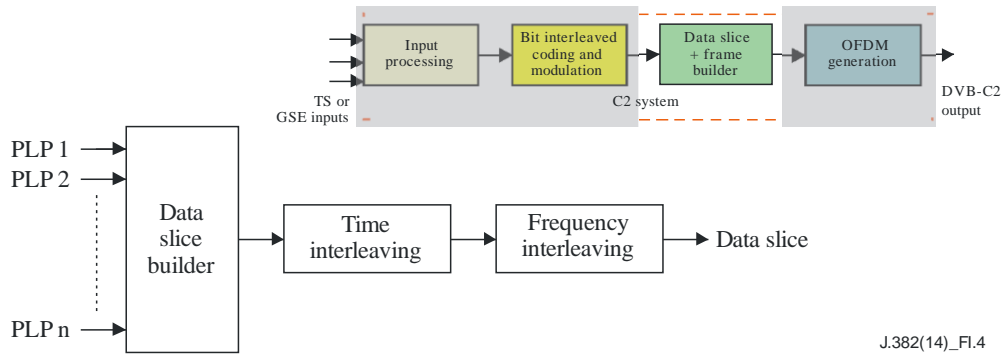 Input
processing
Bit interleaved
coding and
modulation
Data slice
+ frame
builder
OFDM
generation
TS or
GSE inputs
C2 system
DVB-C2
output
PLP 1
PLP 2
PLP n
Data
slice
builder
Time
interleaving
Frequency
interleaving
Data slice
J.382(14)_FI.4